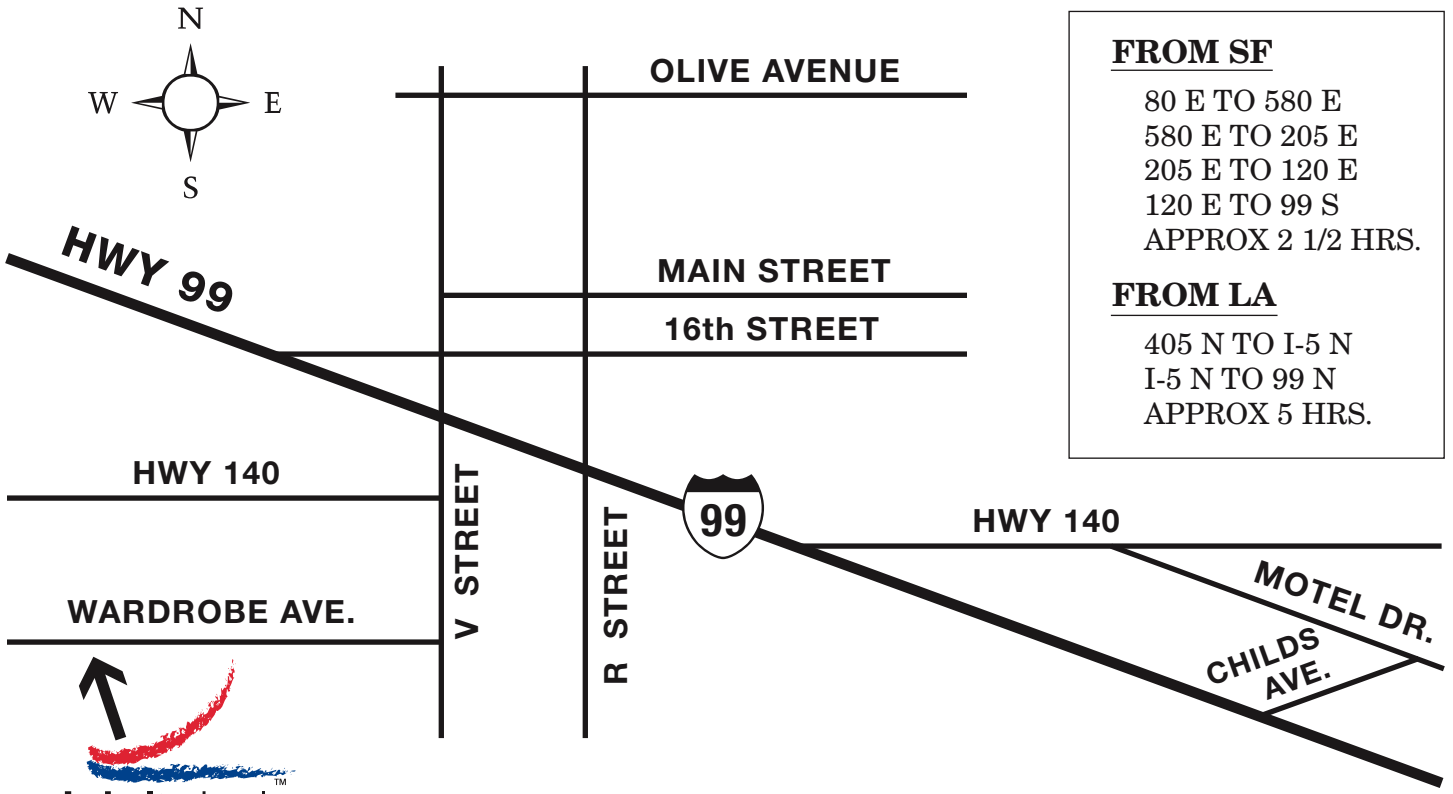 N
W E
S
OLIVE AVENUE
HWY 99
MAIN STREET
16th STREET
HWY 140
V STREET
R STREET
99
HWY 140
MOTEL DR.
CHILDS
AVE.
WARDROBE AVE.
TM
FROM SF
80 E TO 580 E
580 E TO 205 E
205 E TO 120 E
120 E TO 99 S
APPROX 2 1/2 HRS.
FROM LA
405 N TO I-5 N
I-5 N TO 99 N
APPROX 5 HRS.